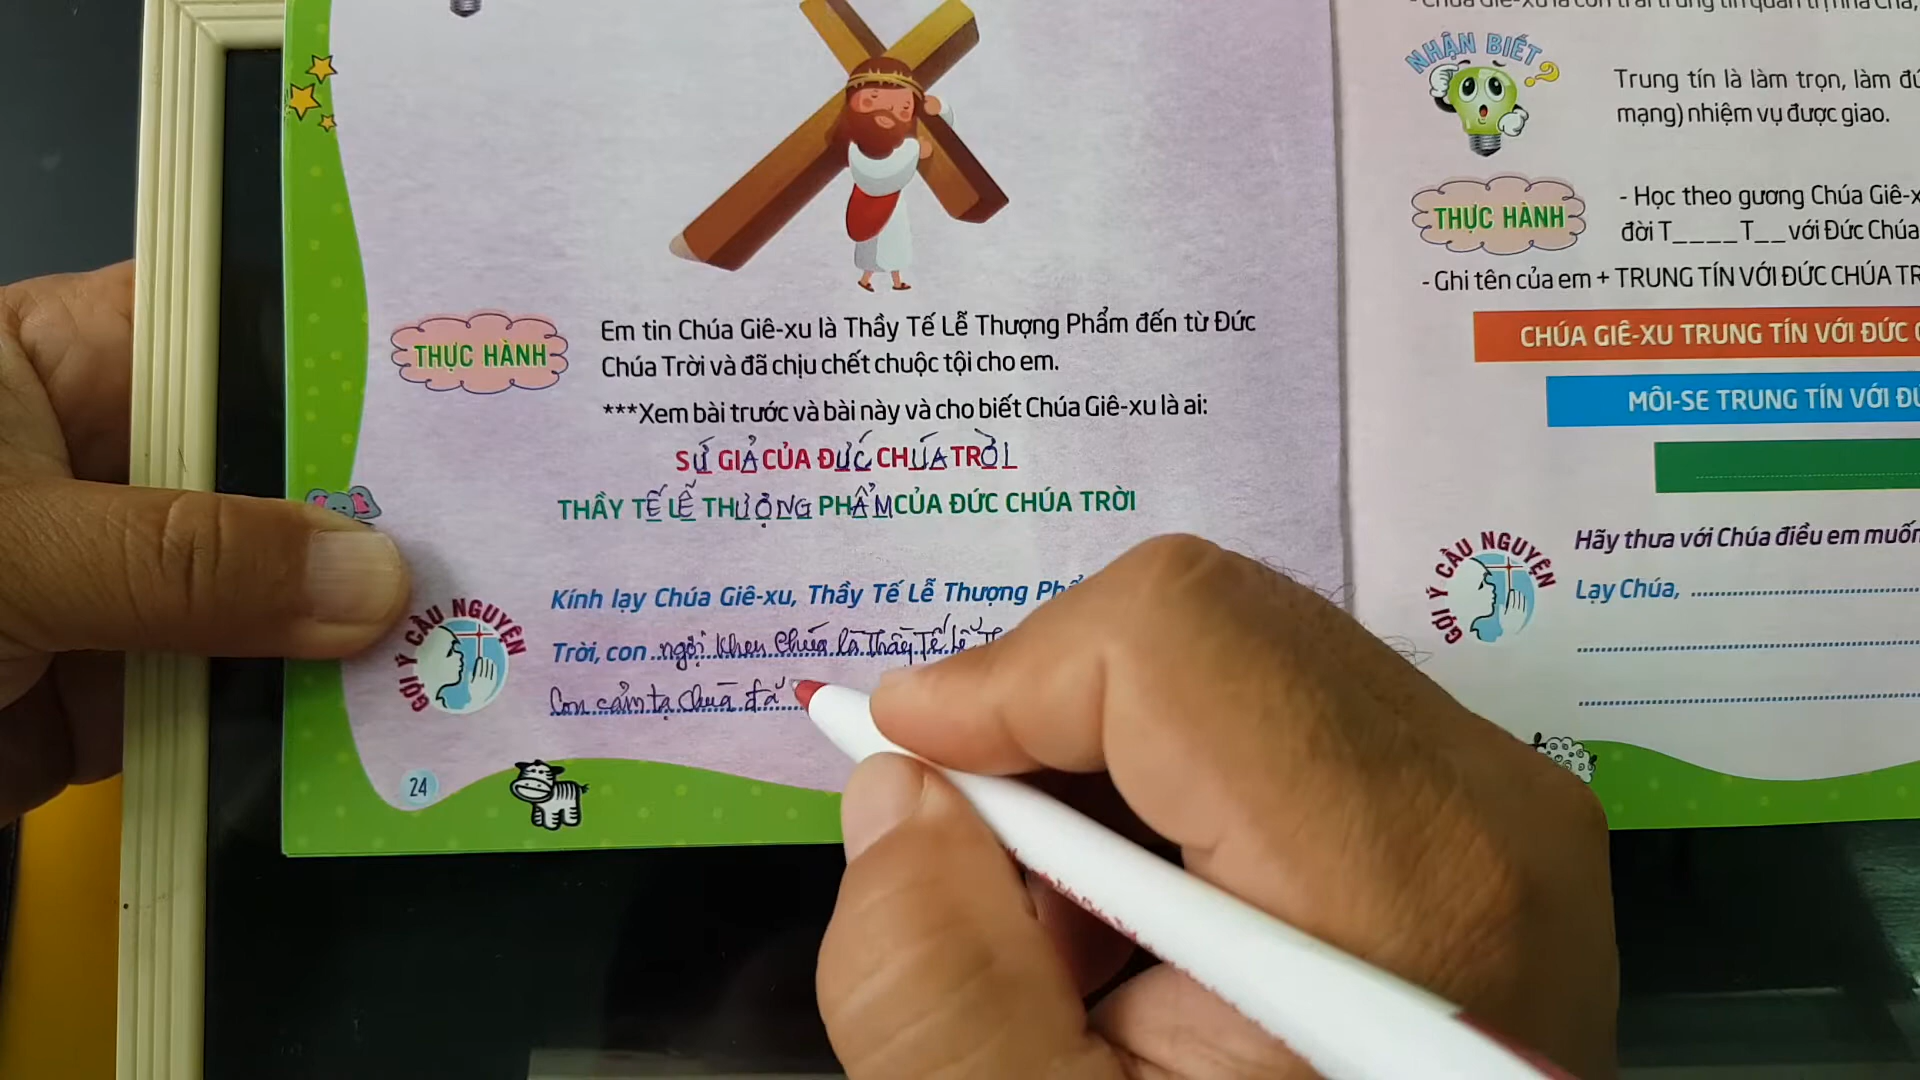 Em tin Chúa Giê-xu là Thầy Tế Lễ Thượng Phẩm đến từ Đức
THỰC HÀNH
Chúa Trời và đã chịu chết chuộc tội cho em.
***Xem bài trước và bài này và cho biết Chúa Giê-xu là ai:
SỨ GIẢ CỦA ĐỨC CHÚA TRỜI
THẦY TẾ LỄ THƯỢNG PHẨM CỦA ĐỨC CHÚA TRỜI
GỢI Ý CẦU NGUYỆN
Kính lạy Chúa Giê-xu, Thầy Tế Lễ Thượng
Trời, con ngợi khen Chúa là Thầy Tế Lễ
Con cảm tạ Chúa đã
24
NHẬN BIẾT ?
Trung tín là làm trọn, làm
mạng) nhiệm vụ được giao.
THỰC HÀNH
- Học theo gương Chúa
đời T____T__ với Đức Chúa
- Ghi tên của em + TRUNG TÍN VỚI ĐỨC CHÚA
CHÚA GIÊ-XU TRUNG TÍN VỚI ĐỨC
MÔI-SE TRUNG TÍN VỚI
GỢI Ý CẦU NGUYỆN
Hãy thưa với Chúa điều em
Lạy Chúa,